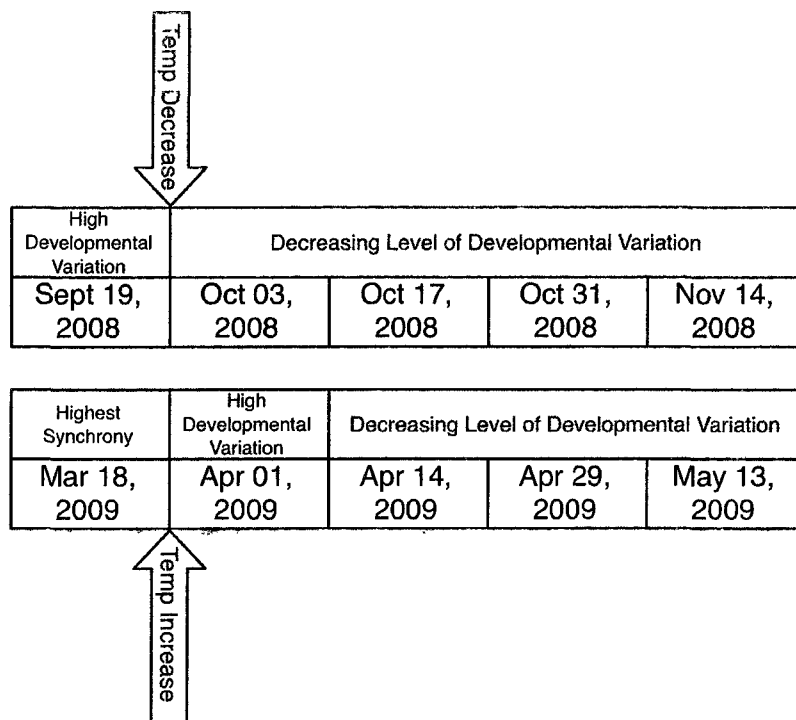 Temp Decrease
High
Developmental
Variation
Decreasing Level of Developmental Variation
Sept 19,
2008
Oct 03,
2008
Oct 17,
2008
Oct 31,
2008
Nov 14,
2008
Highest
Synchrony
High
Developmental
Variation
Decreasing Level of Developmental Variation
Mar 18,
2009
Apr 01,
2009
Apr 14,
2009
Apr 29,
2009
May 13,
2009
Temp Increase